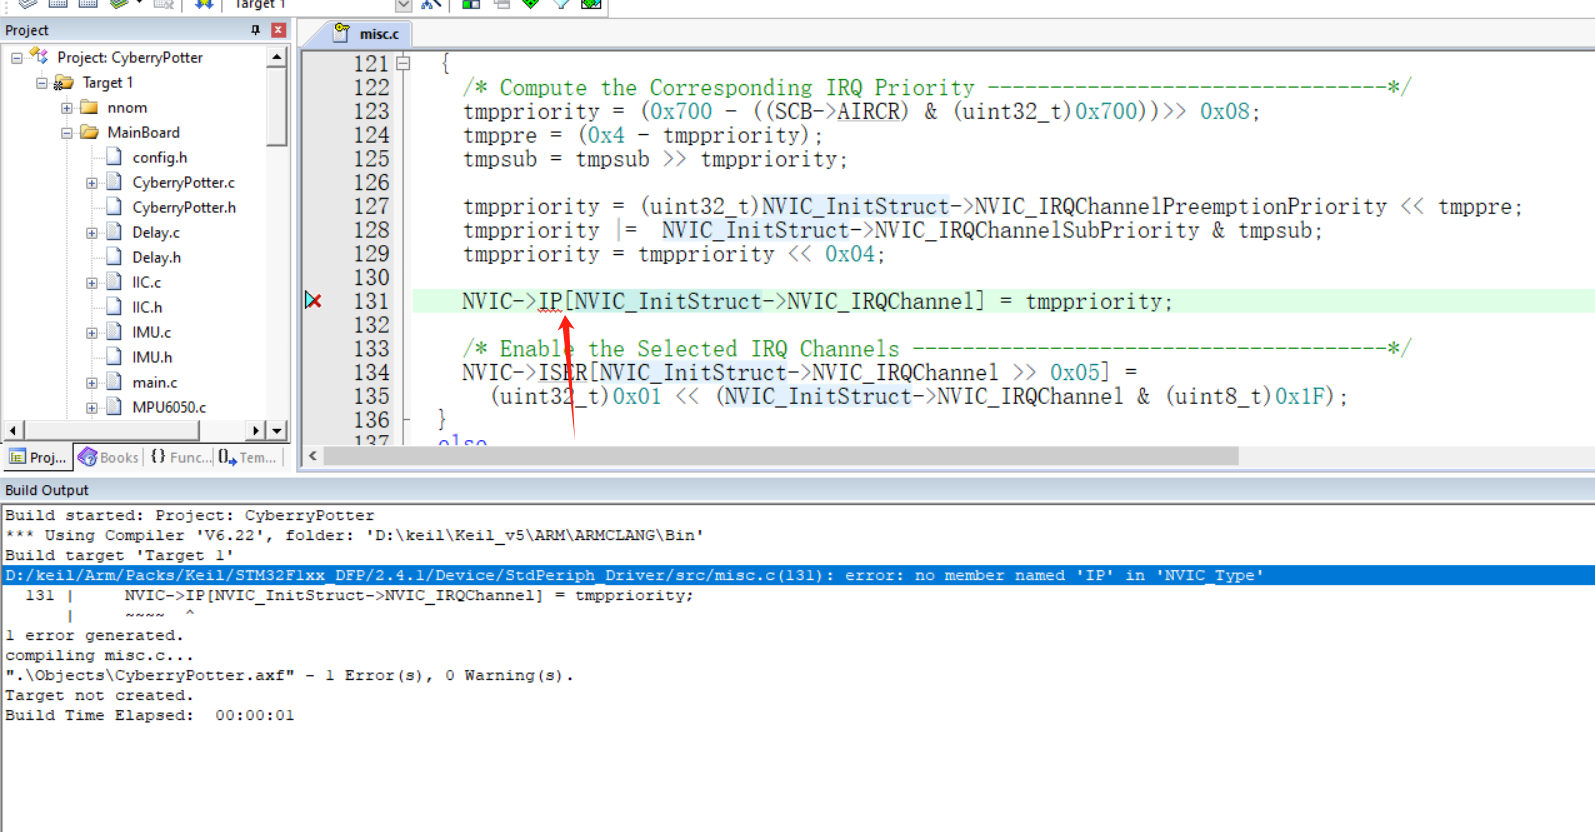 Target 1
Project
Project: CyberryPotter
Target 1
nnom
MainBoard
config.h
CyberryPotter.c
CyberryPotter.h
Delay.c
Delay.h
IIC.c
IIC.h
IMU.c
IMU.h
main.c
MPU6050.c
Proj... Books {} Func... Tem...
misc.c
121 {
122 /* Compute the Corresponding IRQ Priority --------------------------------*/
123 tmppriority = (0x700 - ((SCB->AIRCR) & (uint32_t)0x700))>> 0x08;
124 tmppre = (0x4 - tmppriority);
125 tmpsub = tmpsub >> tmppriority;
126
127 tmppriority = (uint32_t)NVIC_InitStruct->NVIC_IRQChannelPreemptionPriority << tmppre;
128 tmppriority |= NVIC_InitStruct->NVIC_IRQChannelSubPriority & tmpsub;
129 tmppriority = tmppriority << 0x04;
130
131 NVIC->IP[NVIC_InitStruct->NVIC_IRQChannel] = tmppriority;
132
133 /* Enable the Selected IRQ Channels --------------------------------------*/
134 NVIC->ISER[NVIC_InitStruct->NVIC_IRQChannel >> 0x05] =
135 (uint32_t)0x01 << (NVIC_InitStruct->NVIC_IRQChannel & (uint8_t)0x1F);
136 }
137 else
Build Output
Build started: Project: CyberryPotter
*** Using Compiler 'V6.22', folder: 'D:\keil\Keil_v5\ARM\ARMCLANG\Bin'
Build target 'Target 1'
D:/keil/Arm/Packs/Keil/STM32F1xx_DFP/2.4.1/Device/StdPeriph_Driver/src/misc.c(131): error: no member named 'IP' in 'NVIC_Type'
131 | NVIC->IP[NVIC_InitStruct->NVIC_IRQChannel] = tmppriority;
| ~~~~ ^
1 error generated.
compiling misc.c...
".\Objects\CyberryPotter.axf" - 1 Error(s), 0 Warning(s).
Target not created.
Build Time Elapsed: 00:00:01